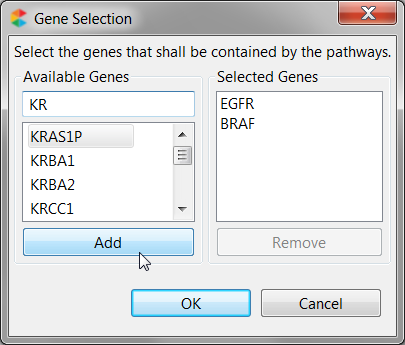 Gene Selection
Select the genes that shall be contained by the pathways.
Available Genes
KR
KRAS1P
KRBA1
KRBA2
KRCC1
Add
Selected Genes
EGFR
BRAF
Remove
OK
Cancel